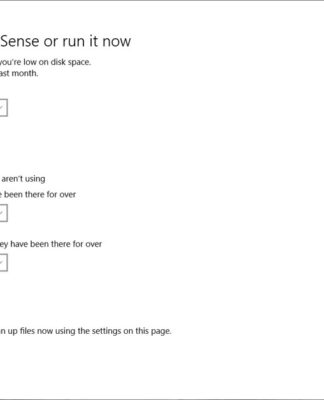 Sense or run it now
you're low on disk space.
ast month.
aren't using
been there for over
ey have been there for over
n up files now using the settings on this page.